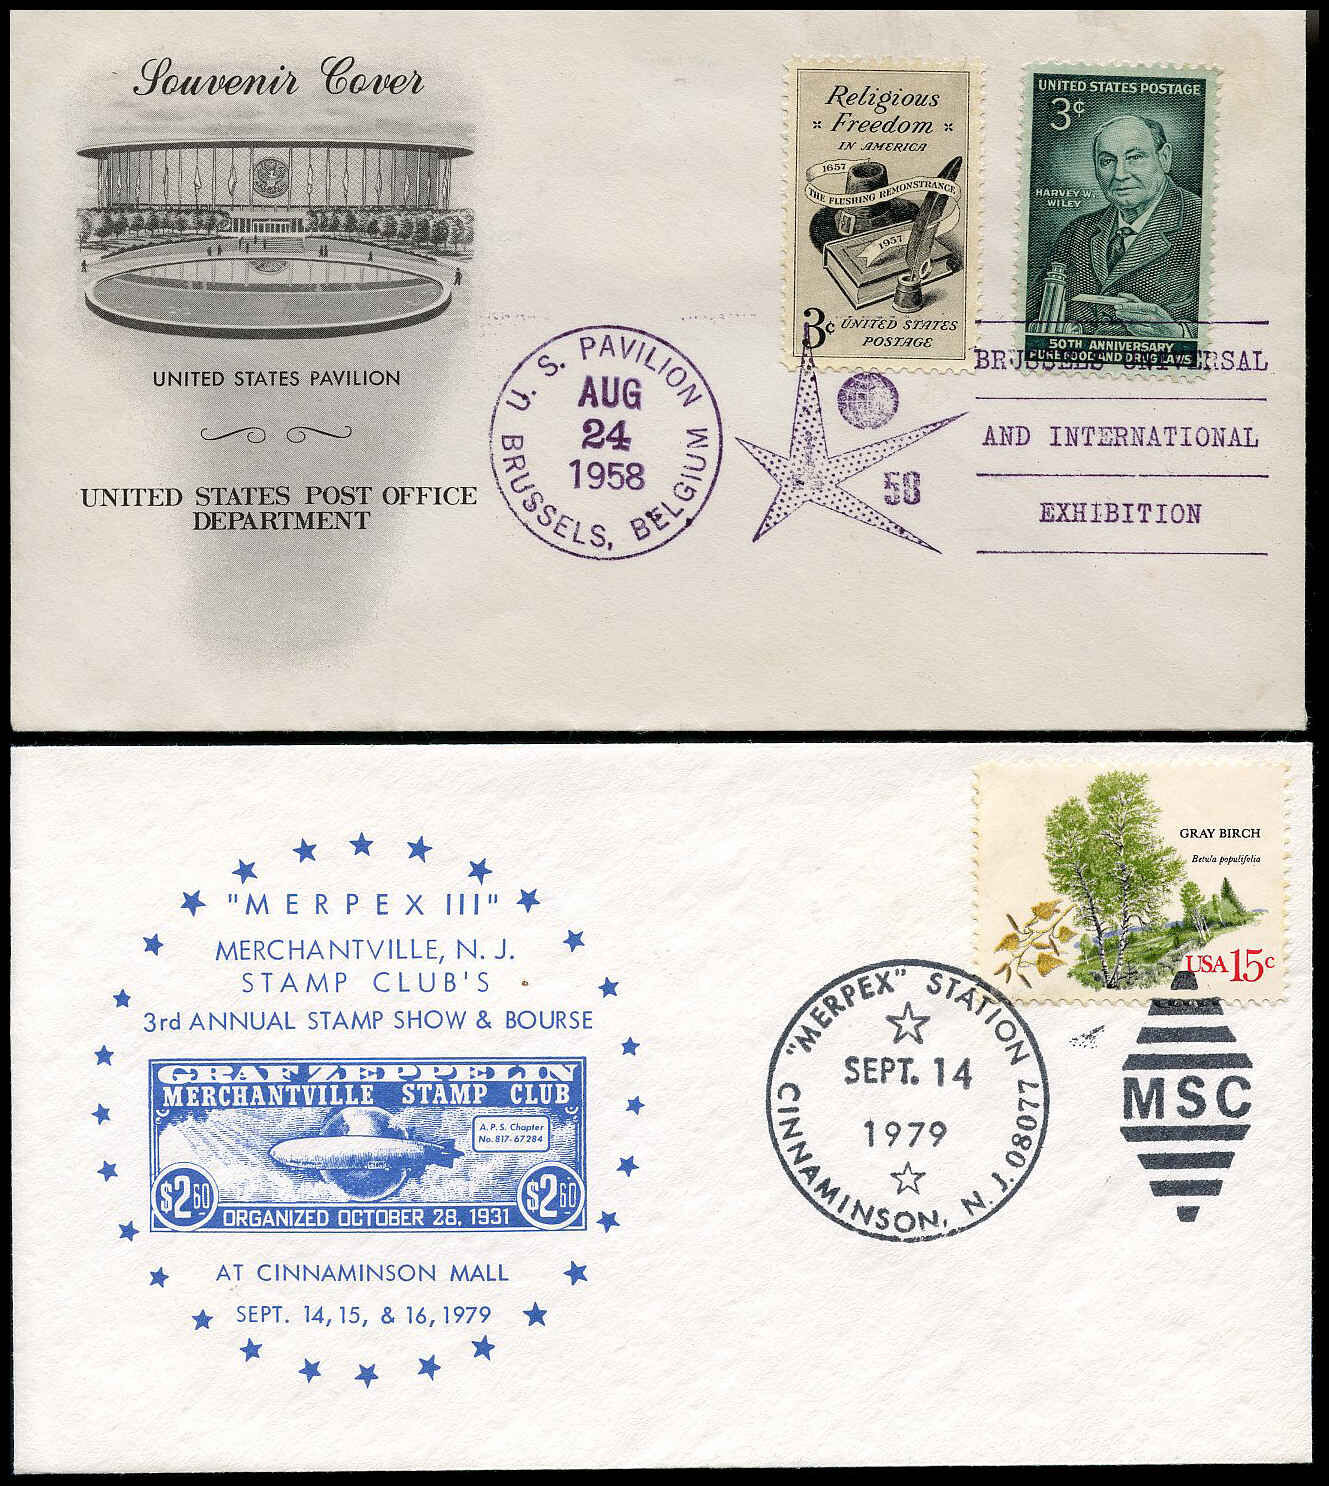 Souvenir Cover
UNITED STATES PAVILION
UNITED STATES POST OFFICE
DEPARTMENT
Religious
Freedom
IN AMERICA
1657
THE FLUSHING REMONSTRANCE
1957
3¢ UNITED STATES
POSTAGE
UNITED STATES POSTAGE
3¢
HARVEY W.
WILEY
50TH ANNIVERSARY
PURE FOOD AND DRUG LAWS
U. S. PAVILION
AUG
24
1958
BRUSSELS, BELGIUM
58
BRUSSELS UNIVERSAL
AND INTERNATIONAL
EXHIBITION
"MERPEX III"
MERCHANTVILLE, N. J.
STAMP CLUB'S
3rd ANNUAL STAMP SHOW & BOURSE
GRAF ZEPPELIN
MERCHANTVILLE STAMP CLUB
A.P.S. Chapter
No. 817-67284
$2 60 $2 60
ORGANIZED OCTOBER 28, 1931
AT CINNAMINSON MALL
SEPT. 14, 15, & 16, 1979
GRAY BIRCH
Betula populifolia
USA 15c
"MERPEX" STATION
SEPT. 14
1979
CINNAMINSON, N. J. 08077
MSC